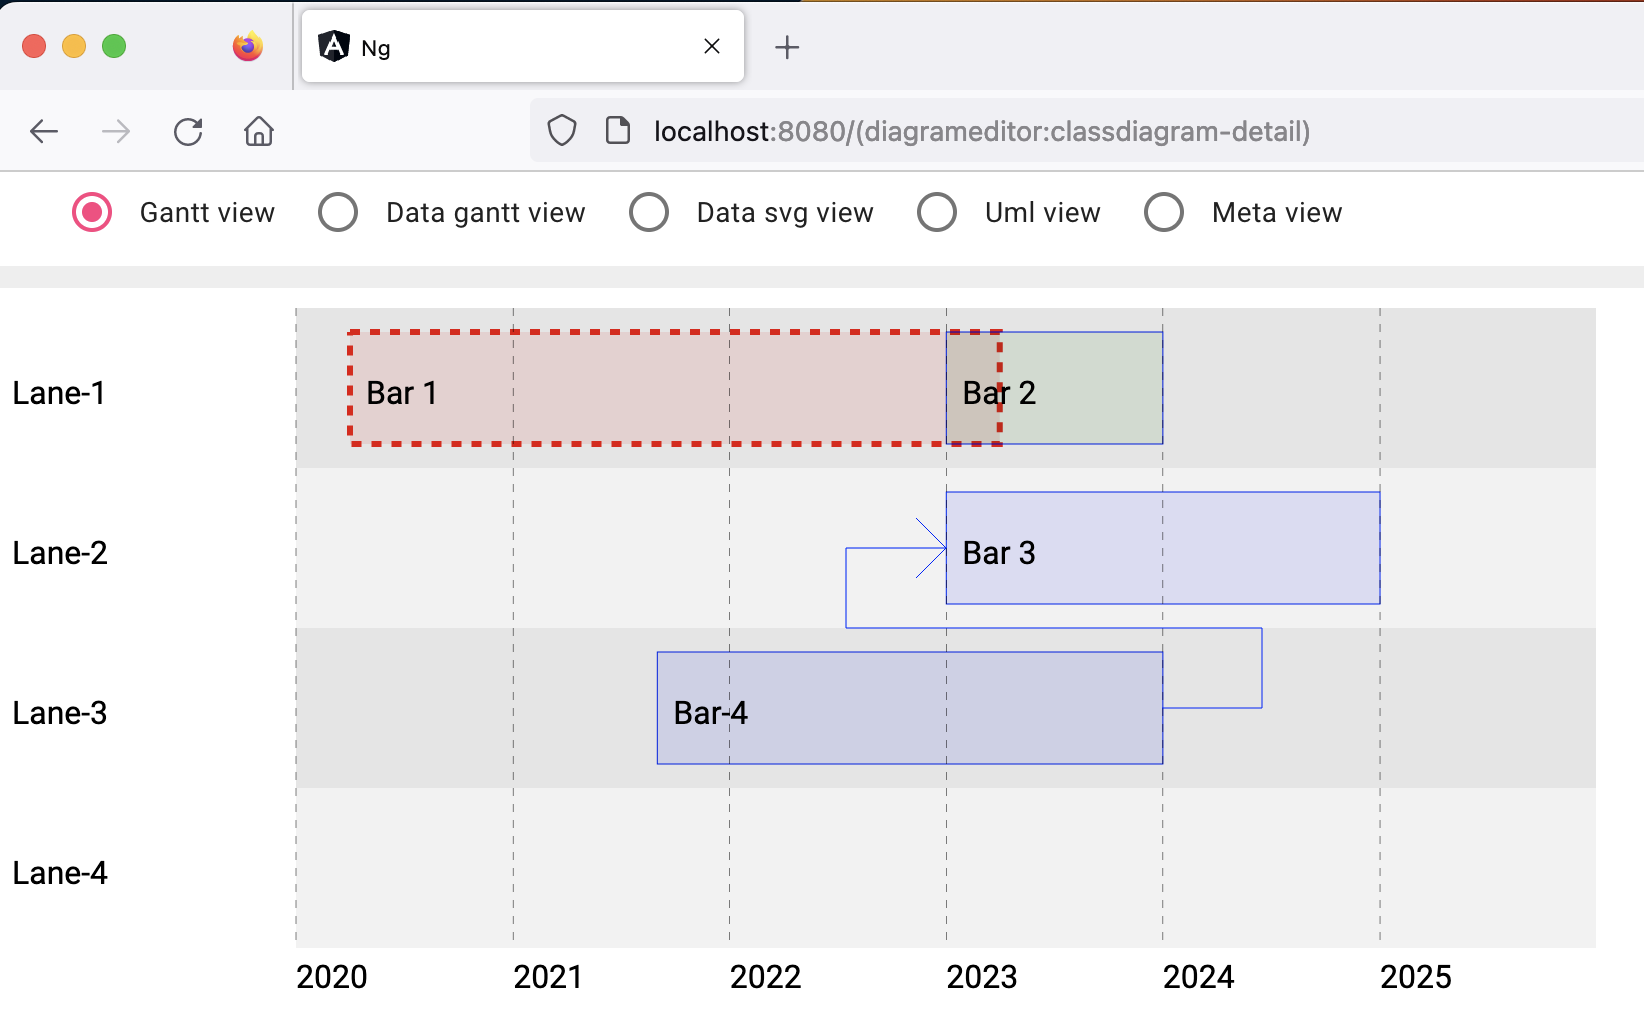 Ng
localhost:8080/(diagrameditor:classdiagram-detail)
Gantt view Data gantt view Data svg view Uml view Meta view
Lane-1 Bar 1 Bar 2
Lane-2 Bar 3
Lane-3 Bar-4
Lane-4
2020 2021 2022 2023 2024 2025